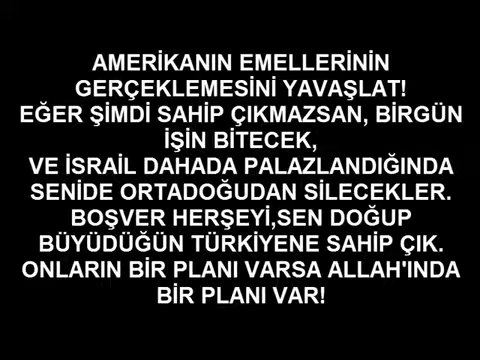 AMERİKANIN EMELLERİNİN
GERÇEKLEMESİNİ YAVAŞLAT!
EĞER ŞİMDİ SAHİP ÇIKMAZSAN, BİRGÜN
İŞİN BİTECEK,
VE İSRAİL DAHADA PALAZLANDIĞINDA
SENİDE ORTADOĞUDAN SİLECEKLER.
BOŞVER HERŞEYİ,SEN DOĞUP
BÜYÜDÜĞÜN TÜRKİYENE SAHİP ÇIK.
ONLARIN BİR PLANI VARSA ALLAH'INDA
BİR PLANI VAR!